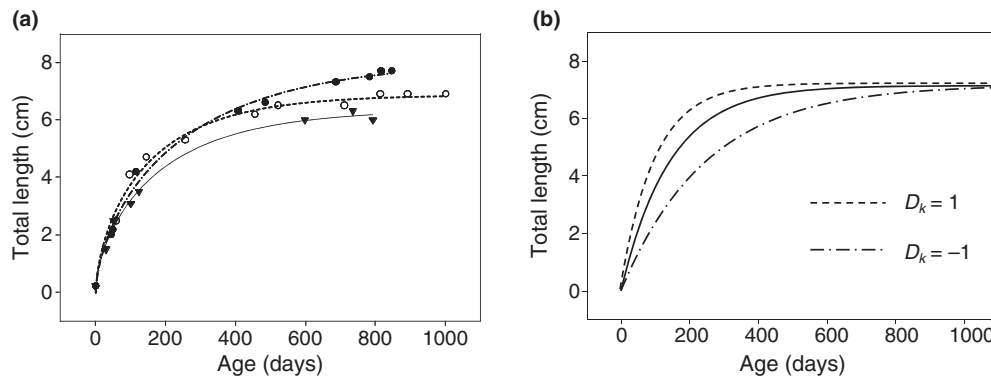 (a)
Total length (cm)
8
6
4
2
0
0 200 400 600 800 1000
Age (days)
(b)
Total length (cm)
8
6
4
2
0
D_k = 1
D_k = –1
0 200 400 600 800 1000
Age (days)